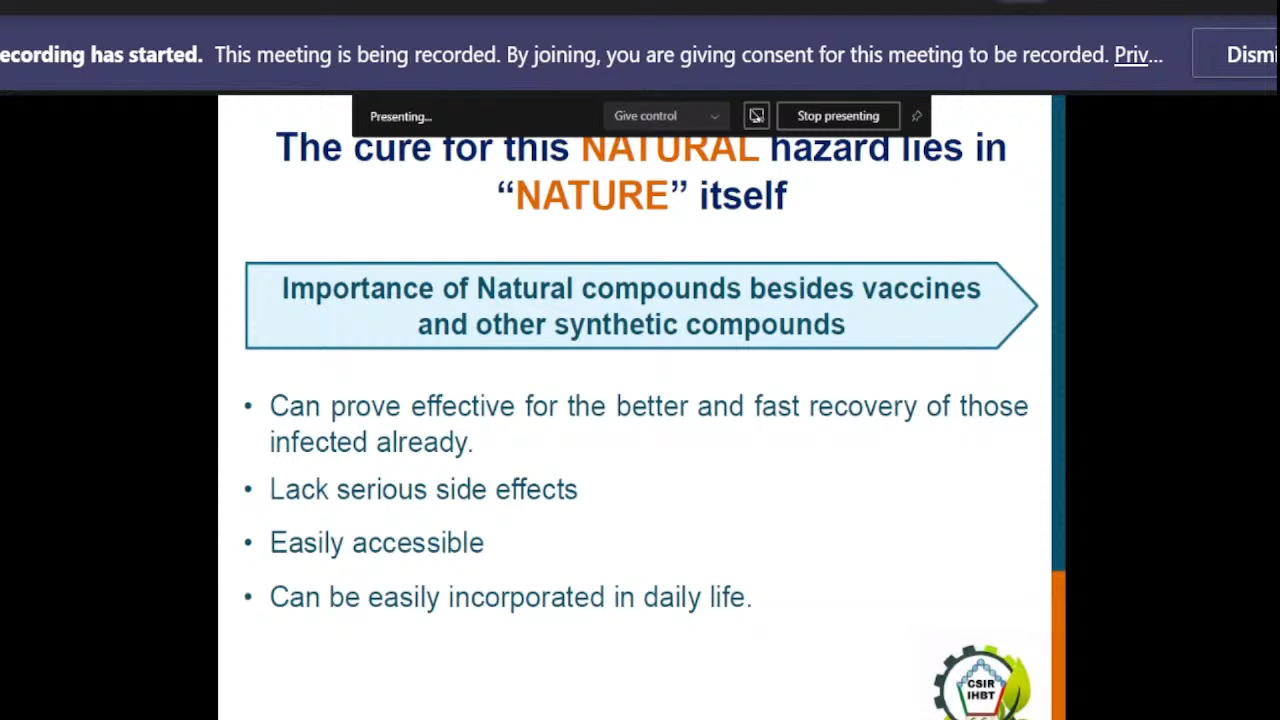 ecording has started. This meeting is being recorded. By joining, you are giving consent for this meeting to be recorded. Priv... Dismi
Presenting... Give control Stop presenting
The cure for this NATURAL hazard lies in
“NATURE” itself
Importance of Natural compounds besides vaccines
and other synthetic compounds
• Can prove effective for the better and fast recovery of those
infected already.
• Lack serious side effects
• Easily accessible
• Can be easily incorporated in daily life.
CSIR
IHBT